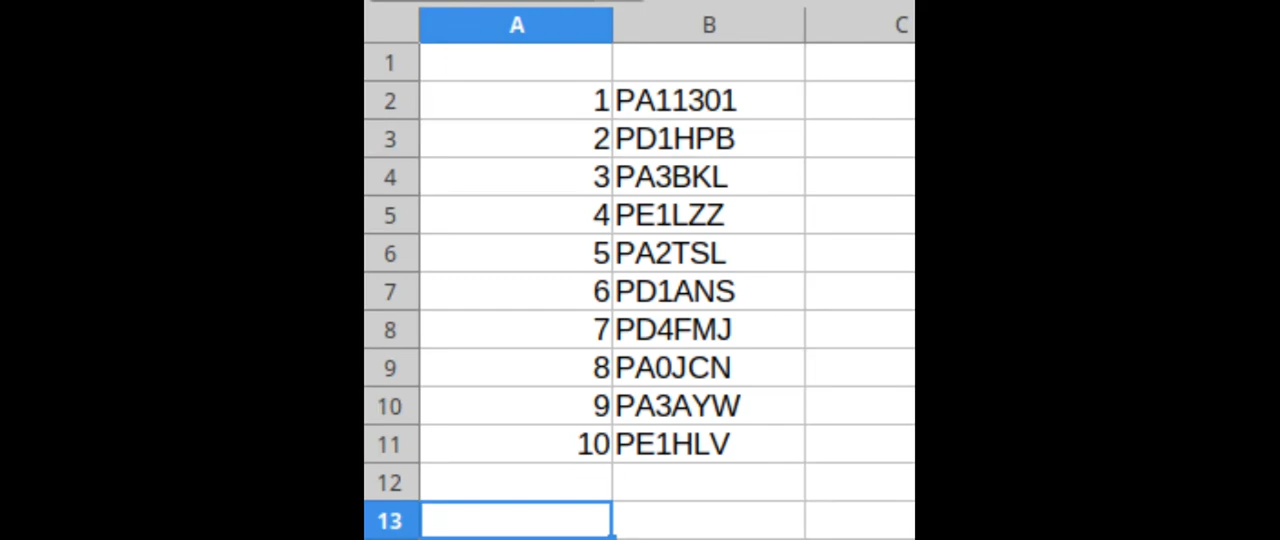 A B C
1
2 1 PA11301
3 2 PD1HPB
4 3 PA3BKL
5 4 PE1LZZ
6 5 PA2TSL
7 6 PD1ANS
8 7 PD4FMJ
9 8 PA0JCN
10 9 PA3AYW
11 10 PE1HLV
12
13